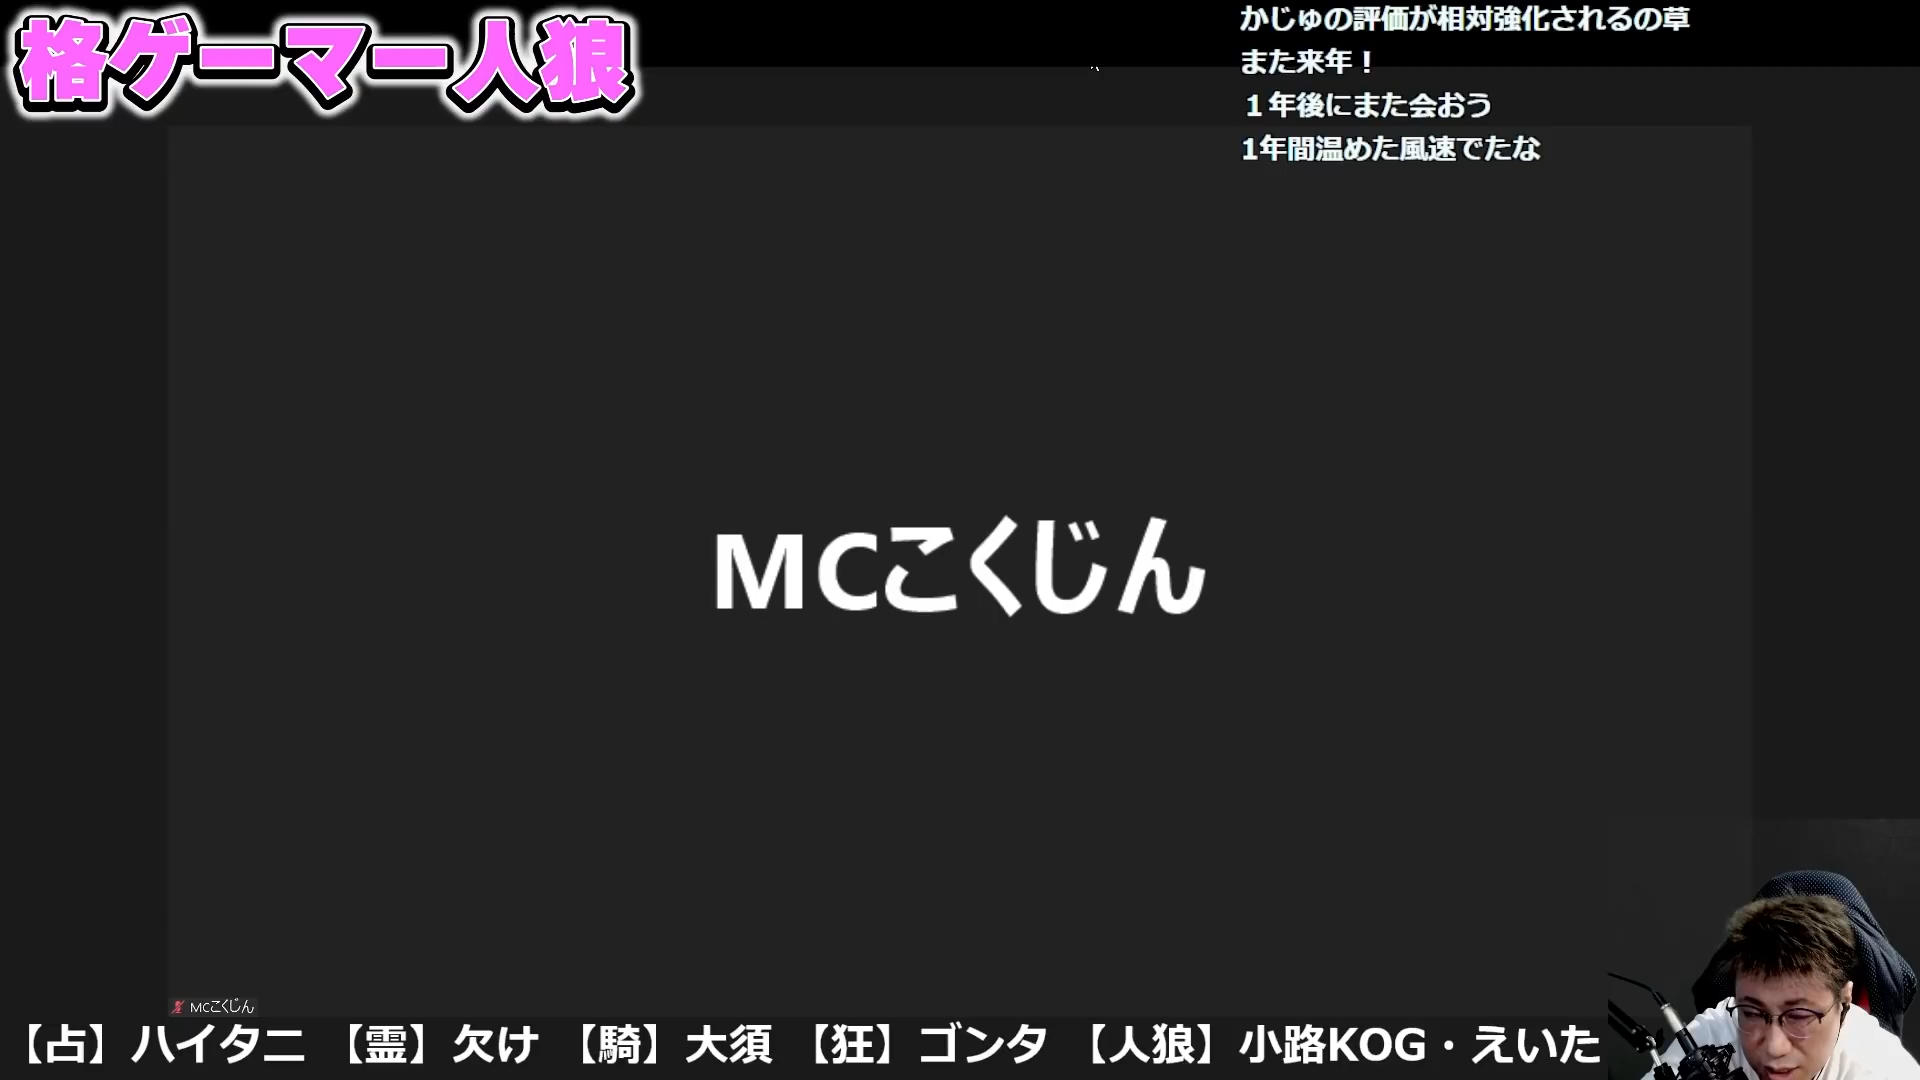 格ゲーマー人狼
かじゅの評価が相対強化されるの草
また来年！
１年後にまた会おう
1年間温めた風速でたな
MCこくじん
MCこくじん
【占】ハイタニ 【霊】欠け 【騎】大須 【狂】ゴンタ 【人狼】小路KOG・えいた